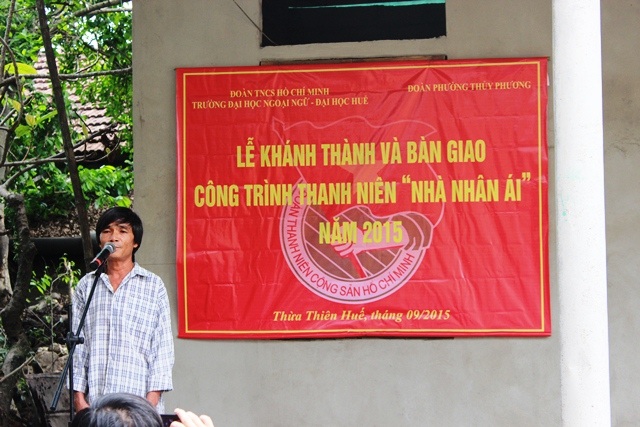 ĐOÀN TNCS HỒ CHÍ MINH
TRƯỜNG ĐẠI HỌC NGOẠI NGỮ - ĐẠI HỌC HUẾ
ĐOÀN PHƯỜNG THỦY PHƯƠNG
LỄ KHÁNH THÀNH VÀ BÀN GIAO
CÔNG TRÌNH THANH NIÊN "NHÀ NHÂN ÁI"
NĂM 2015
ĐOÀN THANH NIÊN CỘNG SẢN HỒ CHÍ MINH
Thừa Thiên Huế, tháng 09/2015